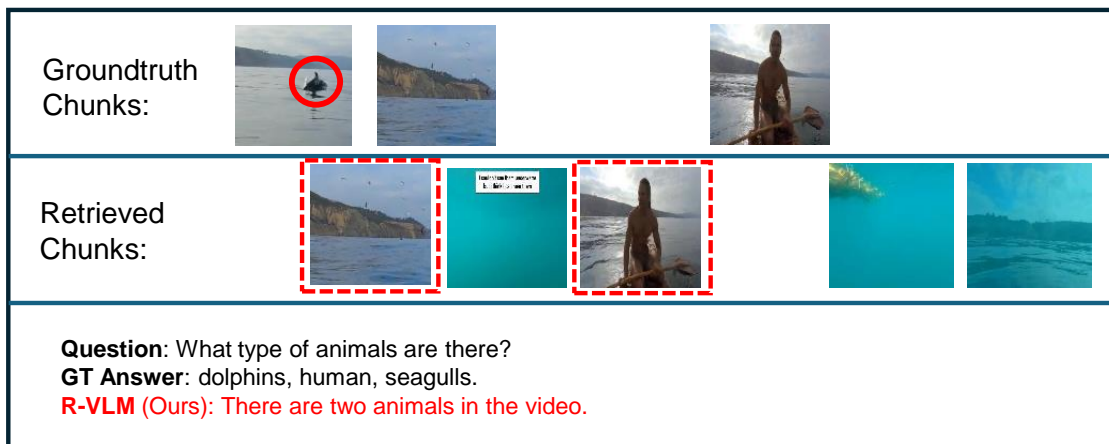 Groundtruth
Chunks:
Retrieved
Chunks:
Question: What type of animals are there?
GT Answer: dolphins, human, seagulls.
R-VLM (Ours): There are two animals in the video.